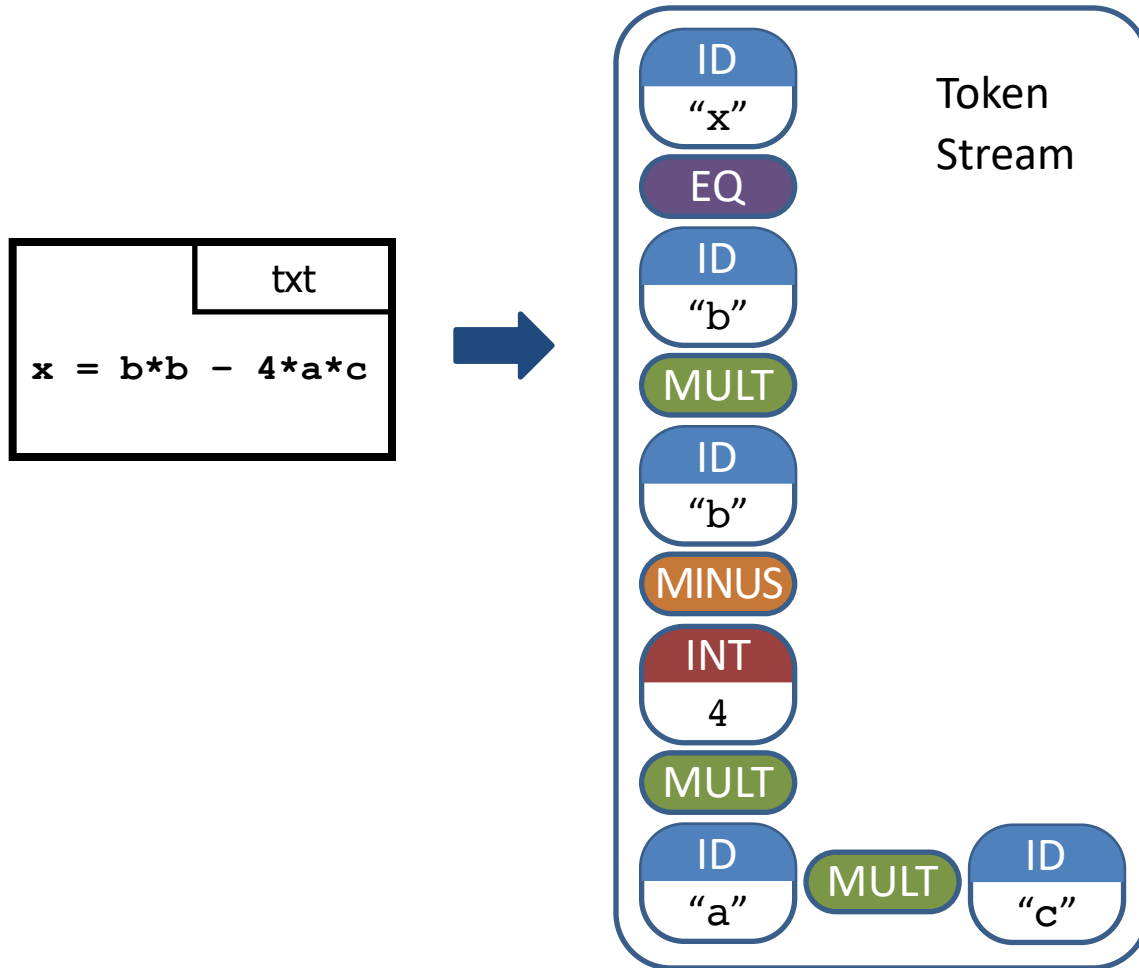 txt
x = b*b – 4*a*c
Token
Stream
ID
“x”
EQ
ID
“b”
MULT
ID
“b”
MINUS
INT
4
MULT
ID
“a”
MULT
ID
“c”